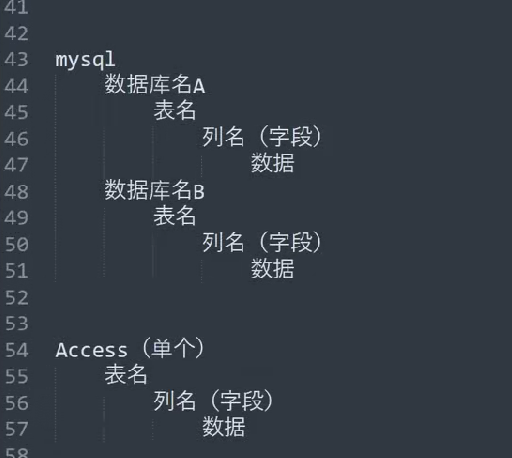 41
42
43 mysql
44 数据库名A
45 表名
46 列名（字段）
47 数据
48 数据库名B
49 表名
50 列名（字段）
51 数据
52
53
54 Access（单个）
55 表名
56 列名（字段）
57 数据
58